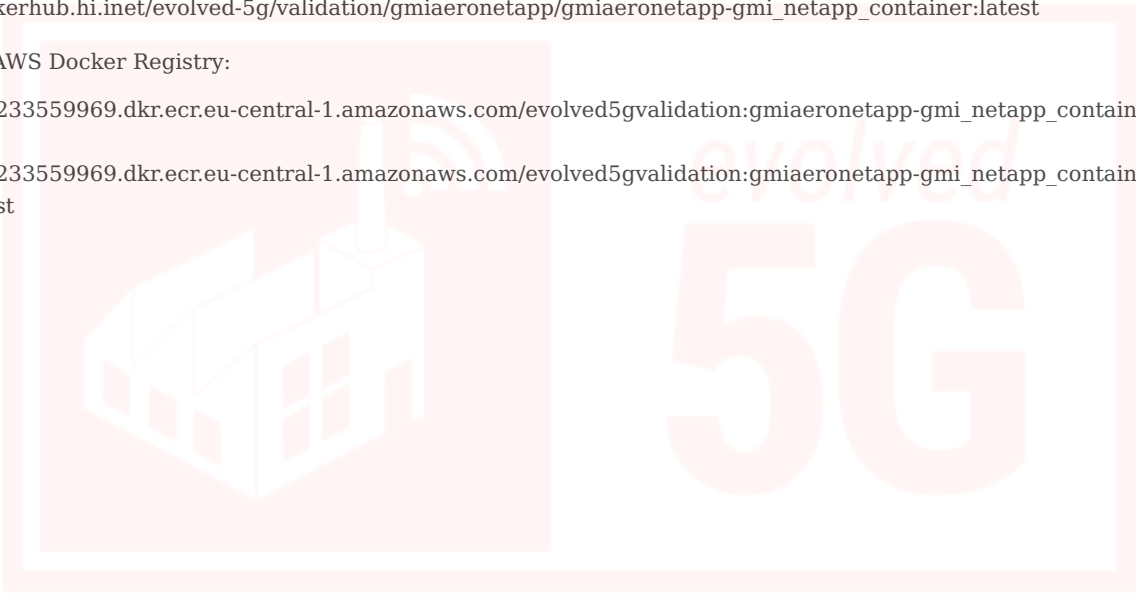 kerhub.hi.inet/evolved-5g/validation/gmiaeronetapp/gmiaeronetapp-gmi_netapp_container:latest
AWS Docker Registry:
233559969.dkr.ecr.eu-central-1.amazonaws.com/evolved5gvalidation:gmiaeronetapp-gmi_netapp_contain
233559969.dkr.ecr.eu-central-1.amazonaws.com/evolved5gvalidation:gmiaeronetapp-gmi_netapp_contain
st
evolved
5G